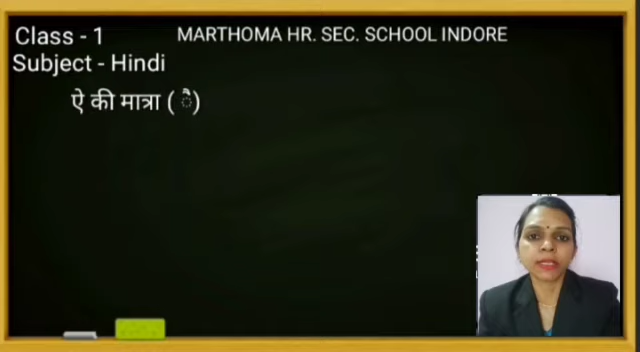 Class - 1
MARTHOMA HR. SEC. SCHOOL INDORE
Subject - Hindi
ऐ की मात्रा ( ै)